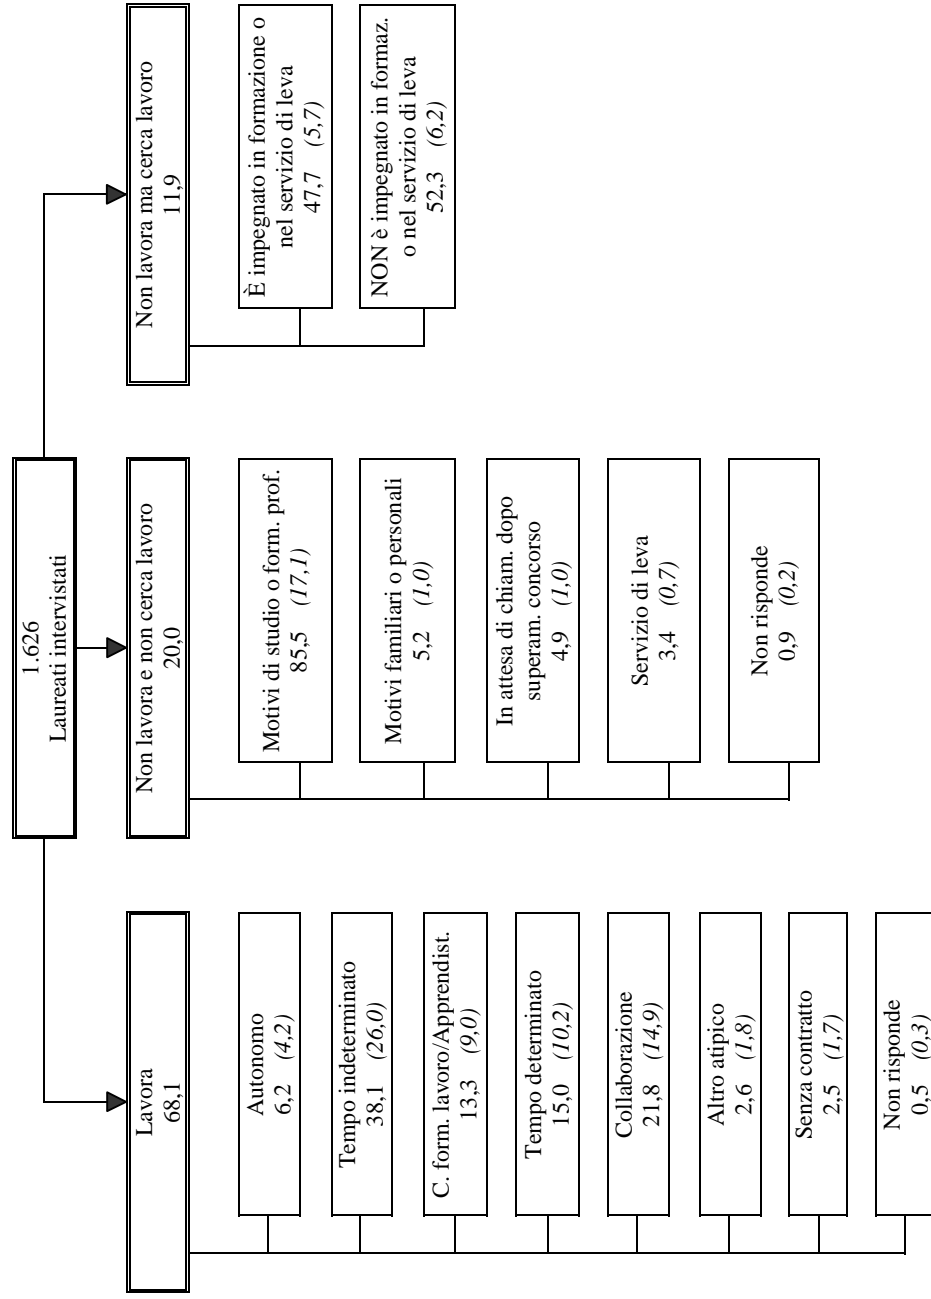 1.626
Laureati intervistati
Lavora
68,1
Autonomo
6,2 (4,2)
Tempo indeterminato
38,1 (26,0)
C. form. lavoro/Apprendist.
13,3 (9,0)
Tempo determinato
15,0 (10,2)
Collaborazione
21,8 (14,9)
Altro atipico
2,6 (1,8)
Senza contratto
2,5 (1,7)
Non risponde
0,5 (0,3)
Non lavora e non cerca lavoro
20,0
Motivi di studio o form. prof.
85,5 (17,1)
Motivi familiari o personali
5,2 (1,0)
In attesa di chiam. dopo
superam. concorso
4,9 (1,0)
Servizio di leva
3,4 (0,7)
Non risponde
0,9 (0,2)
Non lavora ma cerca lavoro
11,9
È impegnato in formazione o
nel servizio di leva
47,7 (5,7)
NON è impegnato in formaz.
o nel servizio di leva
52,3 (6,2)